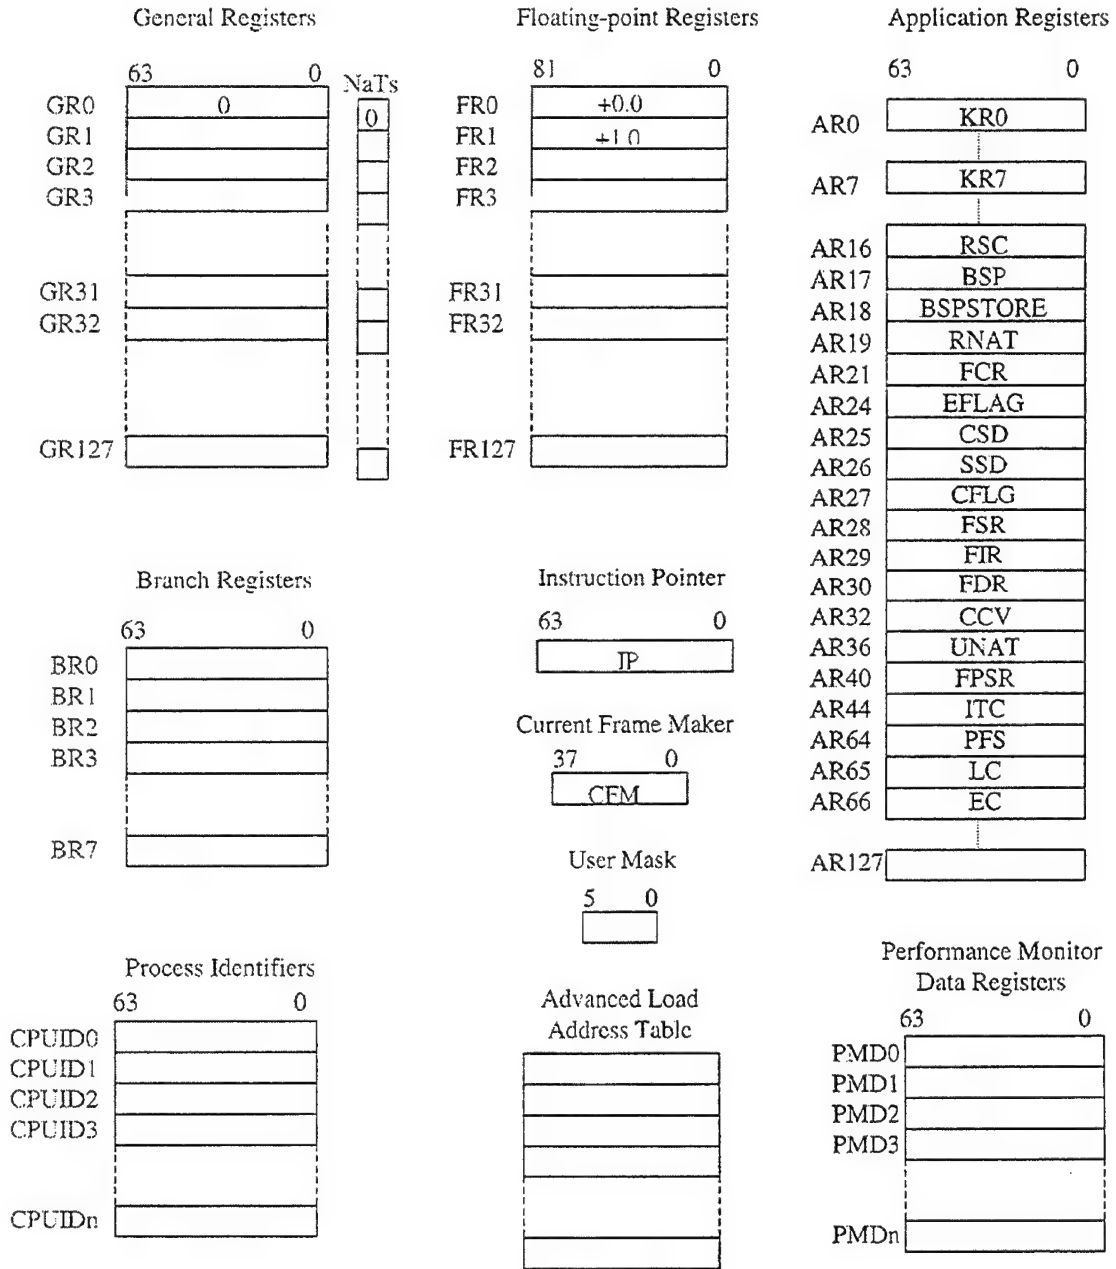 General Registers
63 0
NaTs
GR0 0 0
GR1
GR2
GR3
GR31
GR32
GR127
Floating-point Registers
81 0
FR0 +0.0
FR1 +1.0
FR2
FR3
FR31
FR32
FR127
Application Registers
63 0
AR0 KR0
AR7 KR7
AR16 RSC
AR17 BSP
AR18 BSPSTORE
AR19 RNAT
AR21 FCR
AR24 EFLAG
AR25 CSD
AR26 SSD
AR27 CFLG
AR28 FSR
AR29 FIR
AR30 FDR
AR32 CCV
AR36 UNAT
AR40 FPSR
AR44 ITC
AR64 PFS
AR65 LC
AR66 EC
AR127
Branch Registers
63 0
BR0
BR1
BR2
BR3
BR7
Instruction Pointer
63 0
IP
Current Frame Maker
37 0
CFM
User Mask
5 0
Process Identifiers
63 0
CPUID0
CPUID1
CPUID2
CPUID3
CPUIDn
Advanced Load
Address Table
Performance Monitor
Data Registers
63 0
PMD0
PMD1
PMD2
PMD3
PMDn